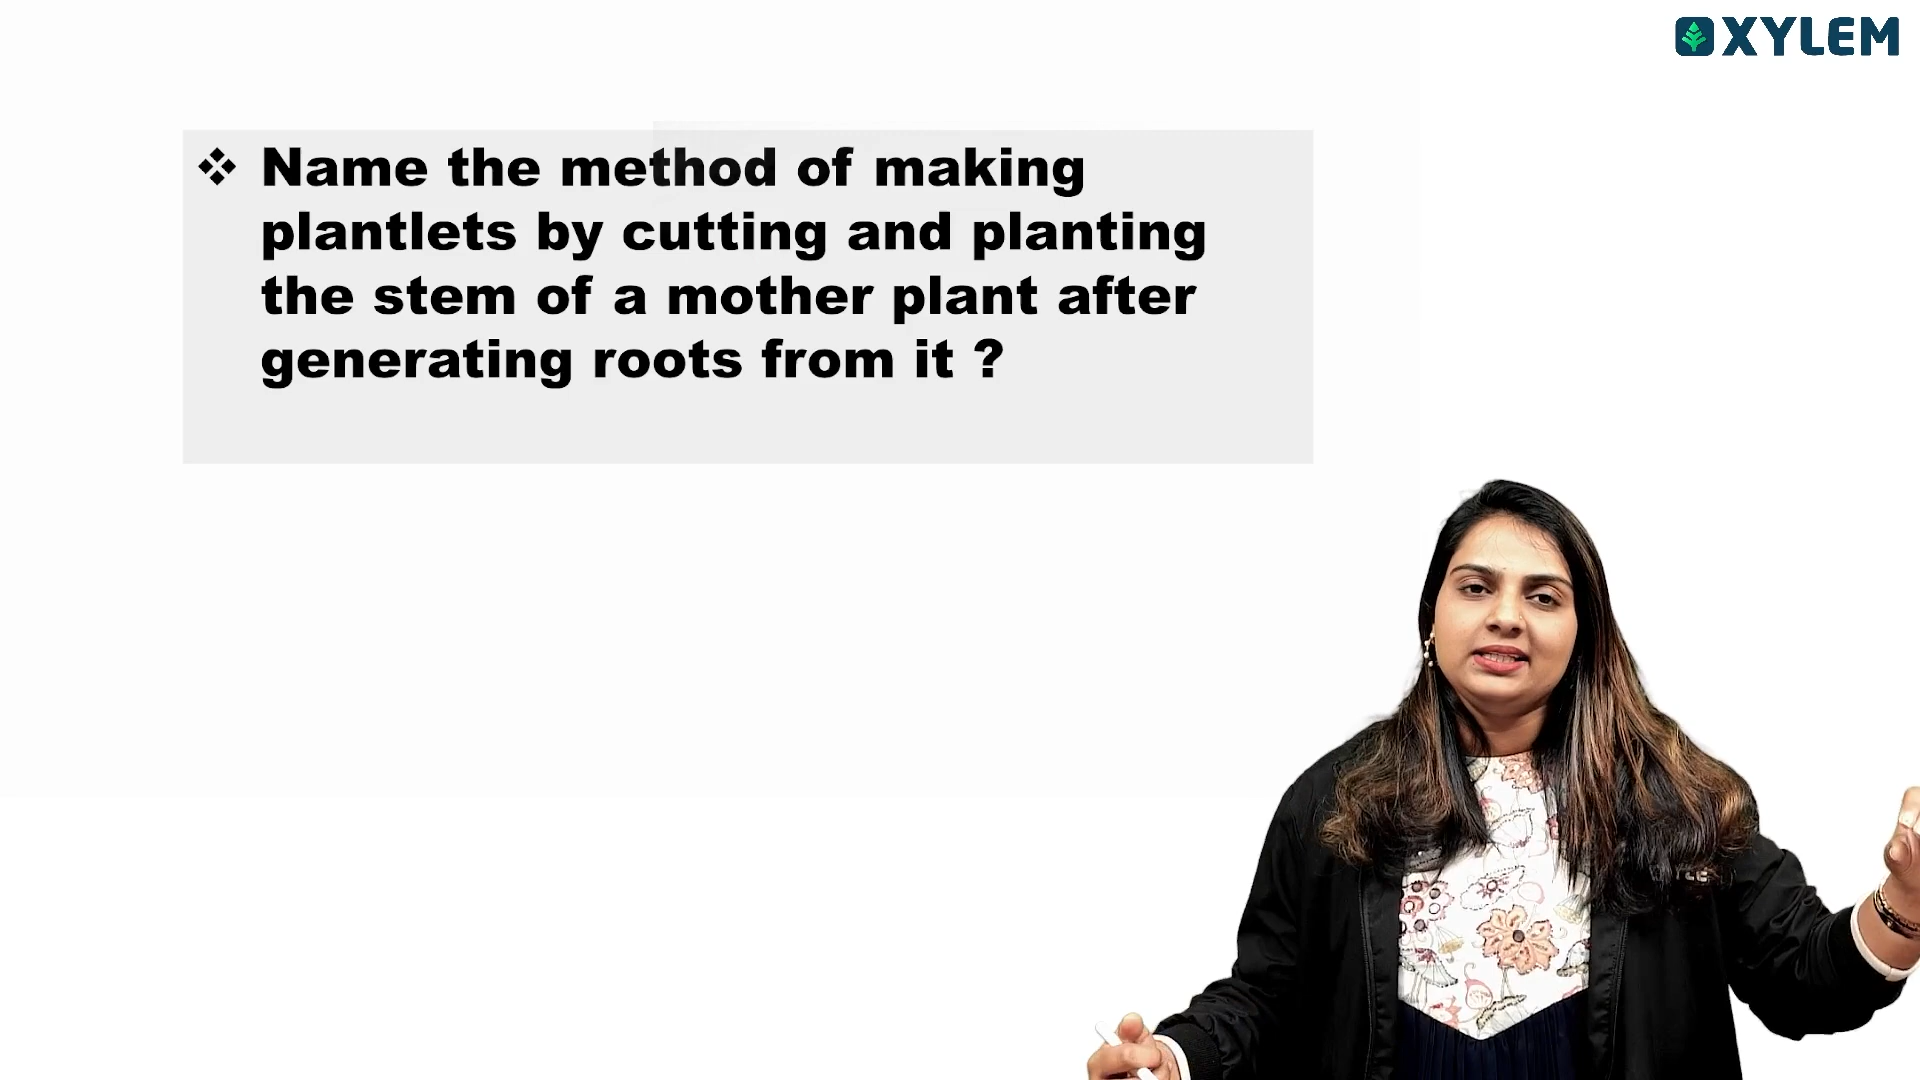 XYLEM
❖ Name the method of making
plantlets by cutting and planting
the stem of a mother plant after
generating roots from it ?